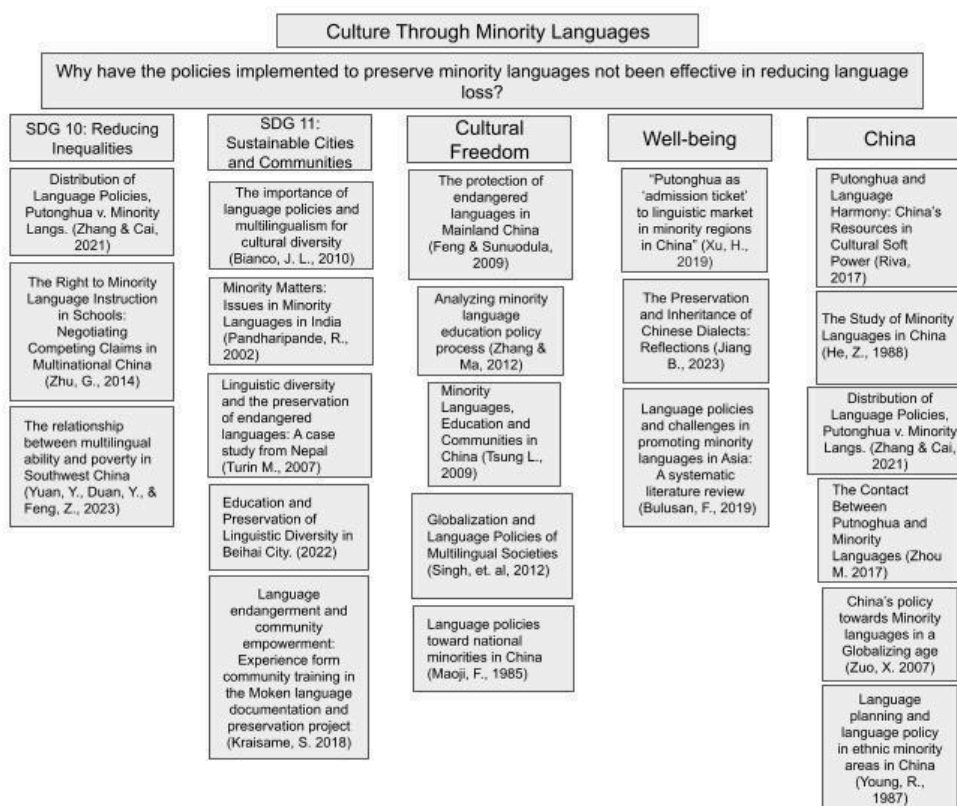 Culture Through Minority Languages
Why have the policies implemented to preserve minority languages not been effective in reducing language
loss?
SDG 10: Reducing
Inequalities
Distribution of
Language Policies,
Putonghua v. Minority
Langs. (Zhang & Cai,
2021)
The Right to Minority
Language Instruction
in Schools:
Negotiating
Competing Claims in
Multinational China
(Zhu, G., 2014)
The relationship
between multilingual
ability and poverty in
Southwest China
(Yuan, Y., Duan, Y., &
Feng, Z., 2023)
SDG 11:
Sustainable Cities
and Communities
The importance of
language policies and
multilingualism for
cultural diversity
(Bianco, J. L., 2010)
Minority Matters:
Issues in Minority
Languages in India
(Pandharipande, R.,
2002)
Linguistic diversity
and the preservation
of endangered
languages: A case
study from Nepal
(Turin M., 2007)
Education and
Preservation of
Linguistic Diversity in
Beihai City. (2022)
Language
endangerment and
community
empowerment:
Experience form
community training in
the Moken language
documentation and
preservation project
(Kraisame, S. 2018)
Cultural
Freedom
The protection of
endangered
languages in
Mainland China
(Feng & Sunuodula,
2009)
Analyzing minority
language
education policy
process (Zhang &
Ma, 2012)
Minority
Languages,
Education and
Communities in
China (Tsung L.,
2009)
Globalization and
Language Policies of
Multilingual Societies
(Singh, et. al, 2012)
Language policies
toward national
minorities in China
(Maoji, F., 1985)
Well-being
“Putonghua as
‘admission ticket’ to
linguistic market in
minority regions
in China” (Xu, H.,
2019)
The Preservation
and Inheritance of
Chinese Dialects:
Reflections (Jiang
B., 2023)
Language policies
and challenges in
promoting minority
languages in Asia:
A systematic
literature review
(Bulusan, F., 2019)
China
Putonghua and
Language
Harmony: China’s
Resources in
Cultural Soft
Power (Riva,
2017)
The Study of Minority
Languages in China
(He, Z., 1988)
Distribution of
Language Policies,
Putonghua v. Minority
Langs. (Zhang & Cai,
2021)
The Contact
Between
Putnoghua and
Minority
Languages (Zhou
M. 2017)
China’s policy
towards Minority
languages in a
Globalizing age
(Zuo, X. 2007)
Language
planning and
language policy
in ethnic minority
areas in China
(Young, R.,
1987)